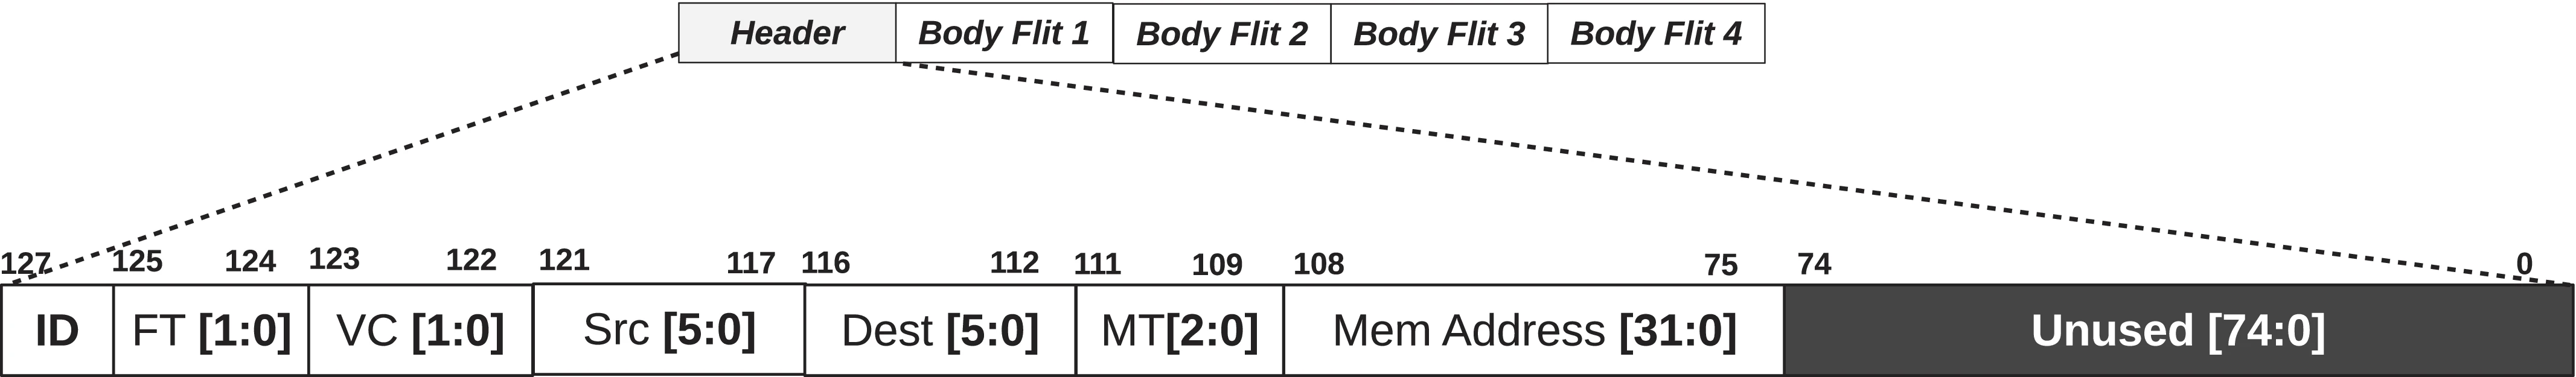 Header Body Flit 1 Body Flit 2 Body Flit 3 Body Flit 4
127 125 124 123 122 121 117 116 112 111 109 108 75 74 0
ID FT [1:0] VC [1:0] Src [5:0] Dest [5:0] MT[2:0] Mem Address [31:0] Unused [74:0]